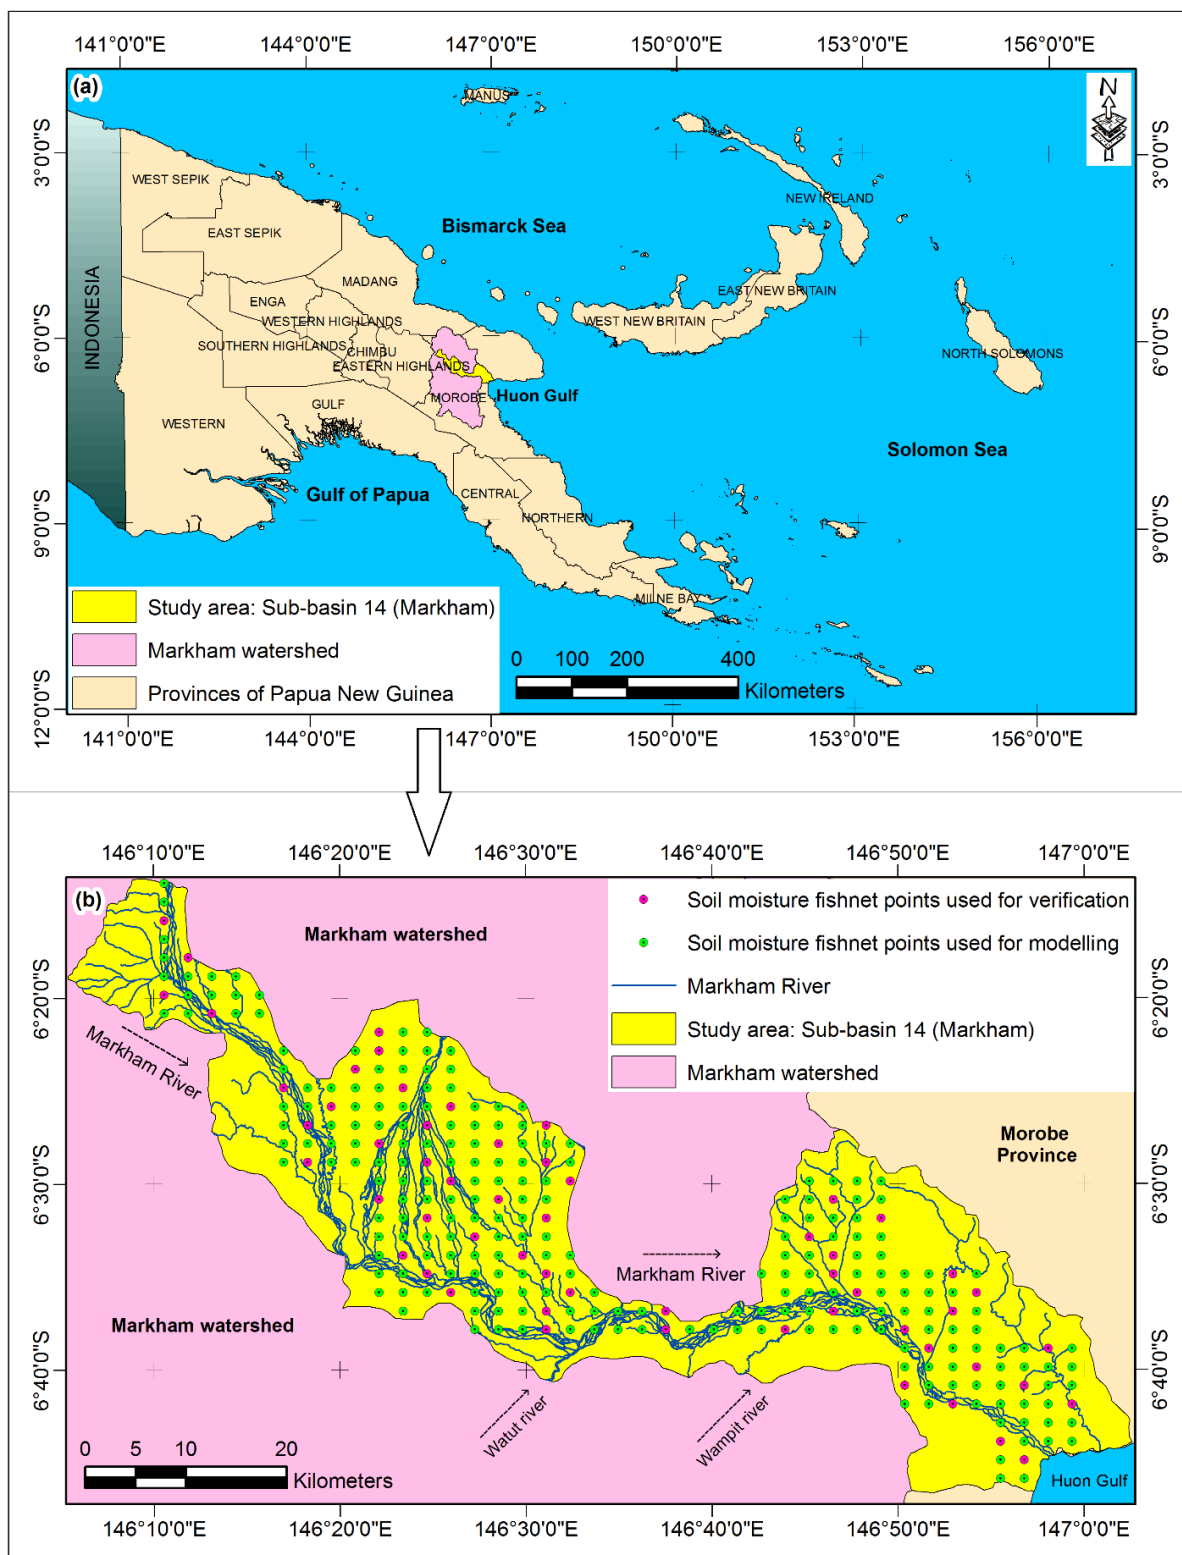 141°0'0"E 144°0'0"E 147°0'0"E 150°0'0"E 153°0'0"E 156°0'0"E
(a)
N
MANUS
3°0'0"S
3°0'0"S
WEST SEPIK
NEW IRELAND
EAST SEPIK
Bismarck Sea
INDONESIA
MADANG
EAST NEW BRITAIN
ENGA
WESTERN HIGHLANDS
WEST NEW BRITAIN
6°0'0"S
6°0'0"S
SOUTHERN HIGHLANDS
CHIMBU
NORTH SOLOMONS
EASTERN HIGHLANDS
MOROBE
Huon Gulf
GULF
WESTERN
Solomon Sea
Gulf of Papua
CENTRAL
NORTHERN
9°0'0"S
9°0'0"S
MILNE BAY
Study area: Sub-basin 14 (Markham)
Markham watershed
Provinces of Papua New Guinea
0 100 200 400
Kilometers
12°0'0"S
141°0'0"E 144°0'0"E 147°0'0"E 150°0'0"E 153°0'0"E 156°0'0"E
146°10'0"E 146°20'0"E 146°30'0"E 146°40'0"E 146°50'0"E 147°0'0"E
(b)
Soil moisture fishnet points used for verification
Soil moisture fishnet points used for modelling
Markham River
Study area: Sub-basin 14 (Markham)
Markham watershed
Markham watershed
6°20'0"S
6°20'0"S
Markham River
Morobe
Province
6°30'0"S
6°30'0"S
Markham River
Markham watershed
6°40'0"S
6°40'0"S
Watut river
Wampit river
0 5 10 20
Kilometers
Huon Gulf
146°10'0"E 146°20'0"E 146°30'0"E 146°40'0"E 146°50'0"E 147°0'0"E